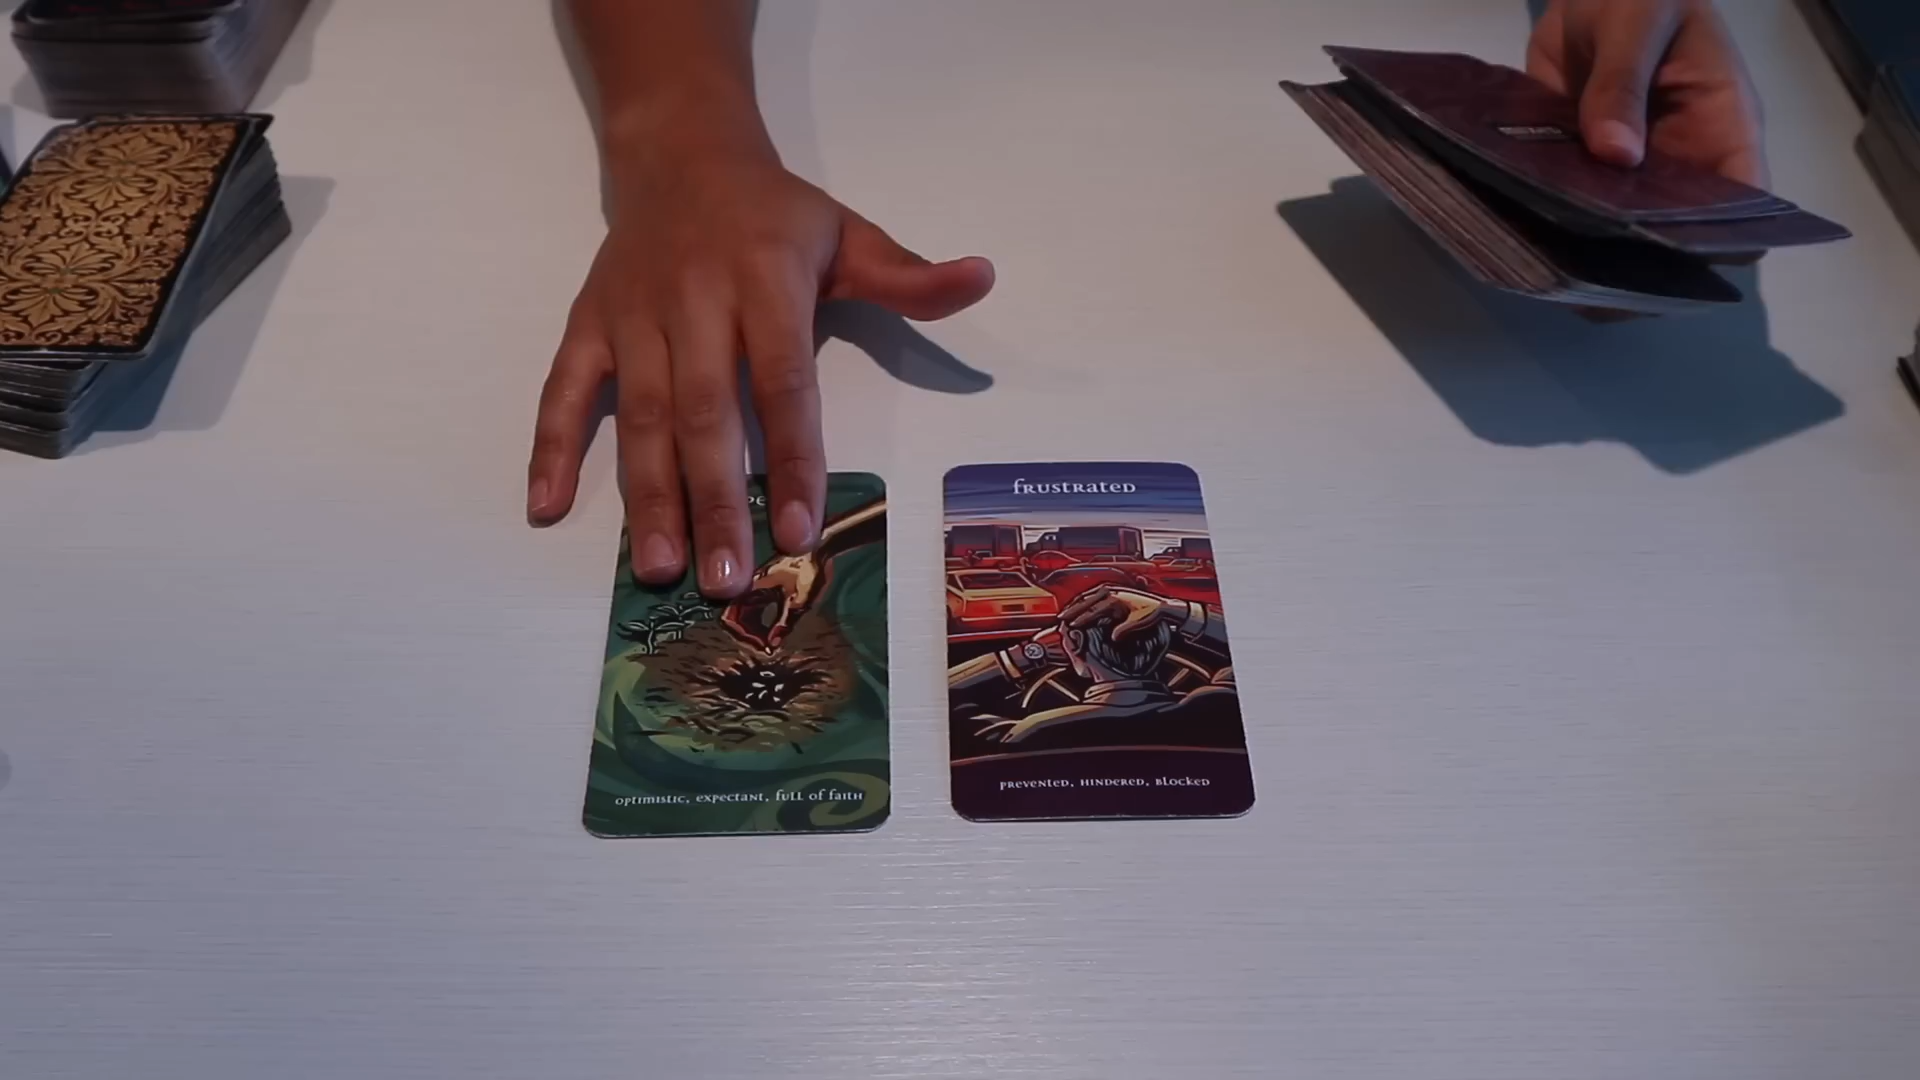 frustrated
optimistic, expectant, full of faith
prevented, hindered, blocked